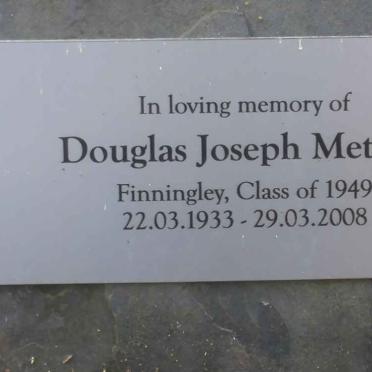 In loving memory of
Douglas Joseph Met
Finningley, Class of 1949
22.03.1933 - 29.03.2008